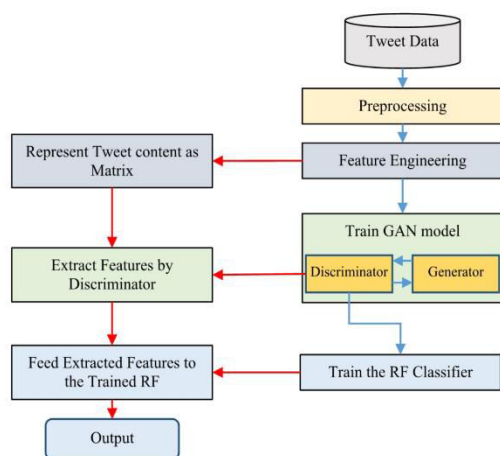 Tweet Data
Preprocessing
Represent Tweet content as
Matrix
Feature Engineering
Train GAN model
Extract Features by
Discriminator
Discriminator
Generator
Feed Extracted Features to
the Trained RF
Train the RF Classifier
Output